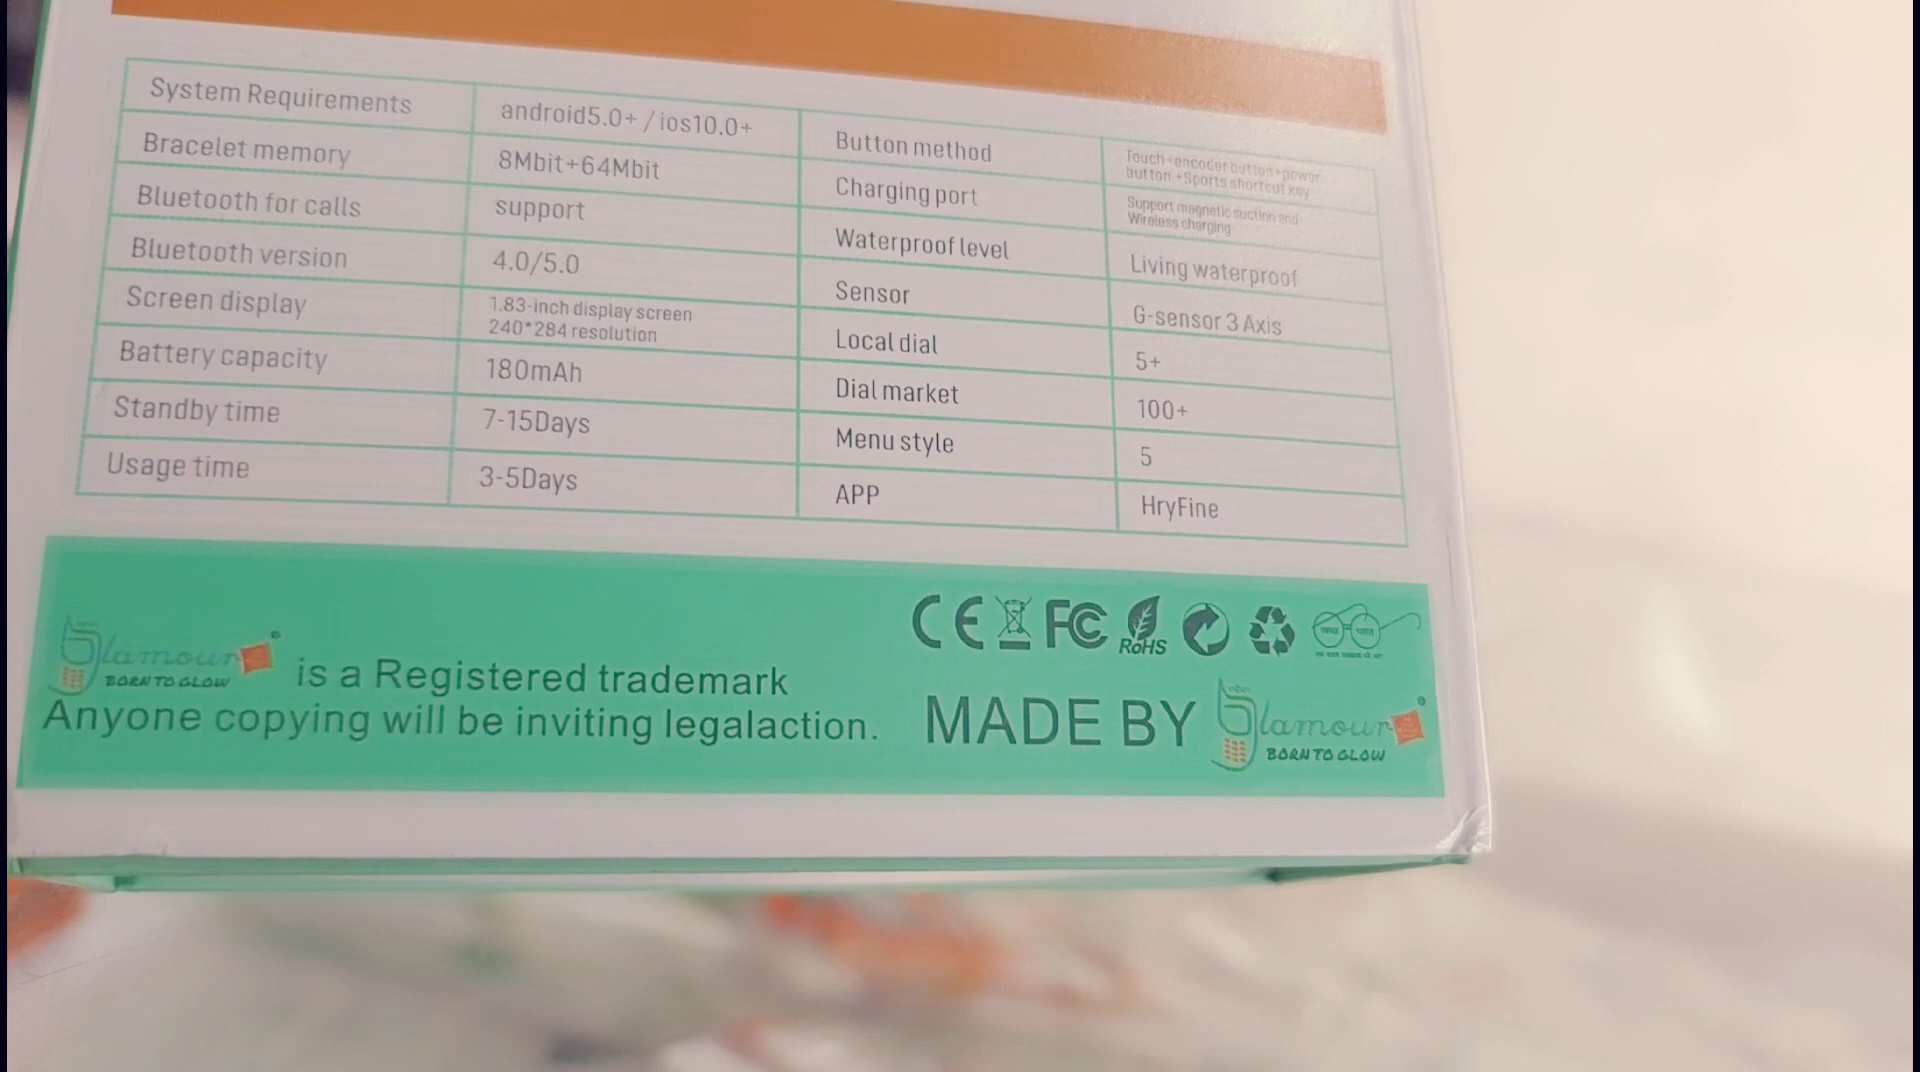 System Requirements
android5.0+ / ios10.0+
Bracelet memory
8Mbit+64Mbit
Bluetooth for calls
support
Bluetooth version
4.0/5.0
Screen display
1.83-inch display screen
240*284 resolution
Battery capacity
180mAh
Standby time
7-15Days
Usage time
3-5Days
Button method
Touch+encoder button+power
button +Sports shortcut key
Charging port
Support magnetic suction and
Wireless charging
Waterproof level
Living waterproof
Sensor
G-sensor 3 Axis
Local dial
5+
Dial market
100+
Menu style
5
APP
HryFine
CE FC RoHS
स्वच्छ भारत
Glamour
BORN TO GLOW
is a Registered trademark
Anyone copying will be inviting legalaction.
MADE BY
Glamour
BORN TO GLOW